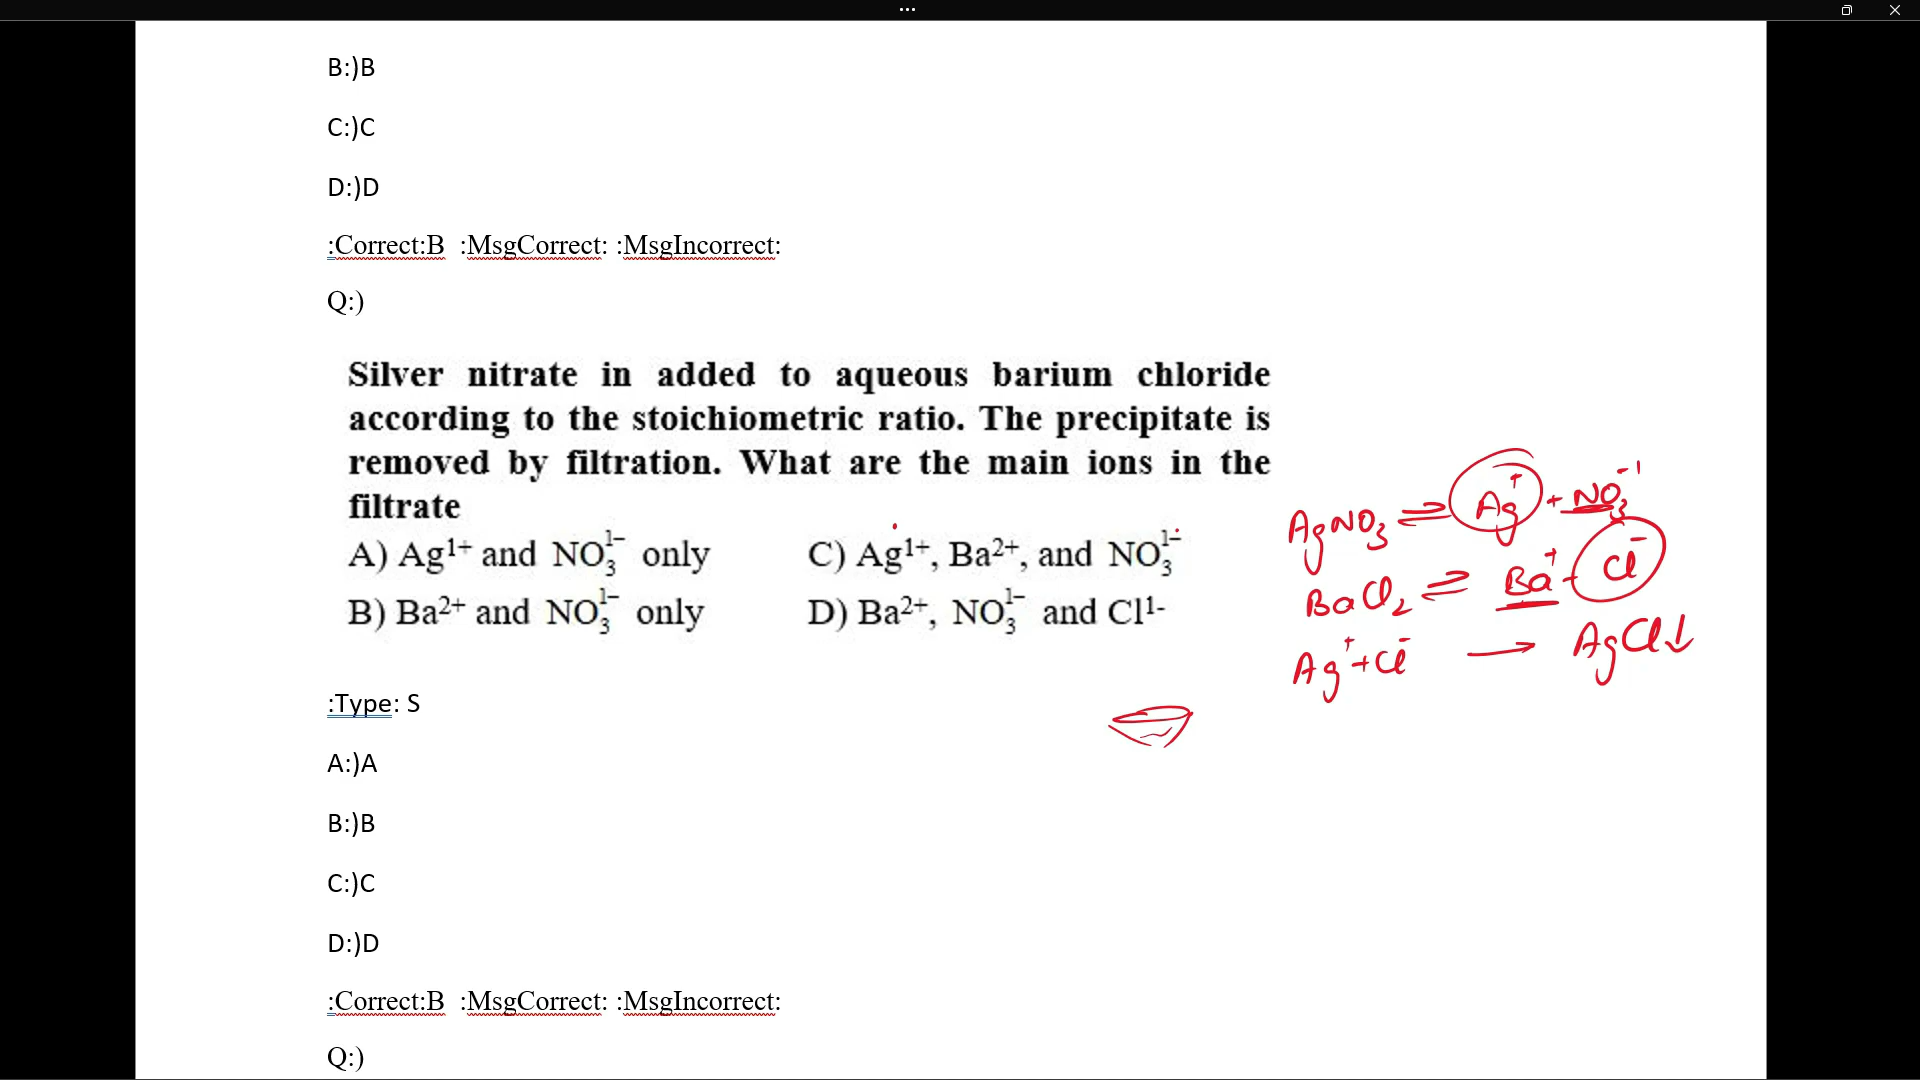 B:)B
C:)C
D:)D
:Correct:B :MsgCorrect: :MsgIncorrect:
Q:)
Silver nitrate in added to aqueous barium chloride
according to the stoichiometric ratio. The precipitate is
removed by filtration. What are the main ions in the
filtrate
A) Ag¹⁺ and NO₃¹⁻ only
C) Ag¹⁺, Ba²⁺, and NO₃¹⁻
B) Ba²⁺ and NO₃¹⁻ only
D) Ba²⁺, NO₃¹⁻ and Cl¹⁻
AgNO₃ ⇌ Ag⁺ + NO₃⁻¹
BaCl₂ ⇌ Ba⁺ + Cl⁻
Ag⁺+Cl⁻ → AgCl↓
:Type: S
A:)A
B:)B
C:)C
D:)D
:Correct:B :MsgCorrect: :MsgIncorrect:
Q:)